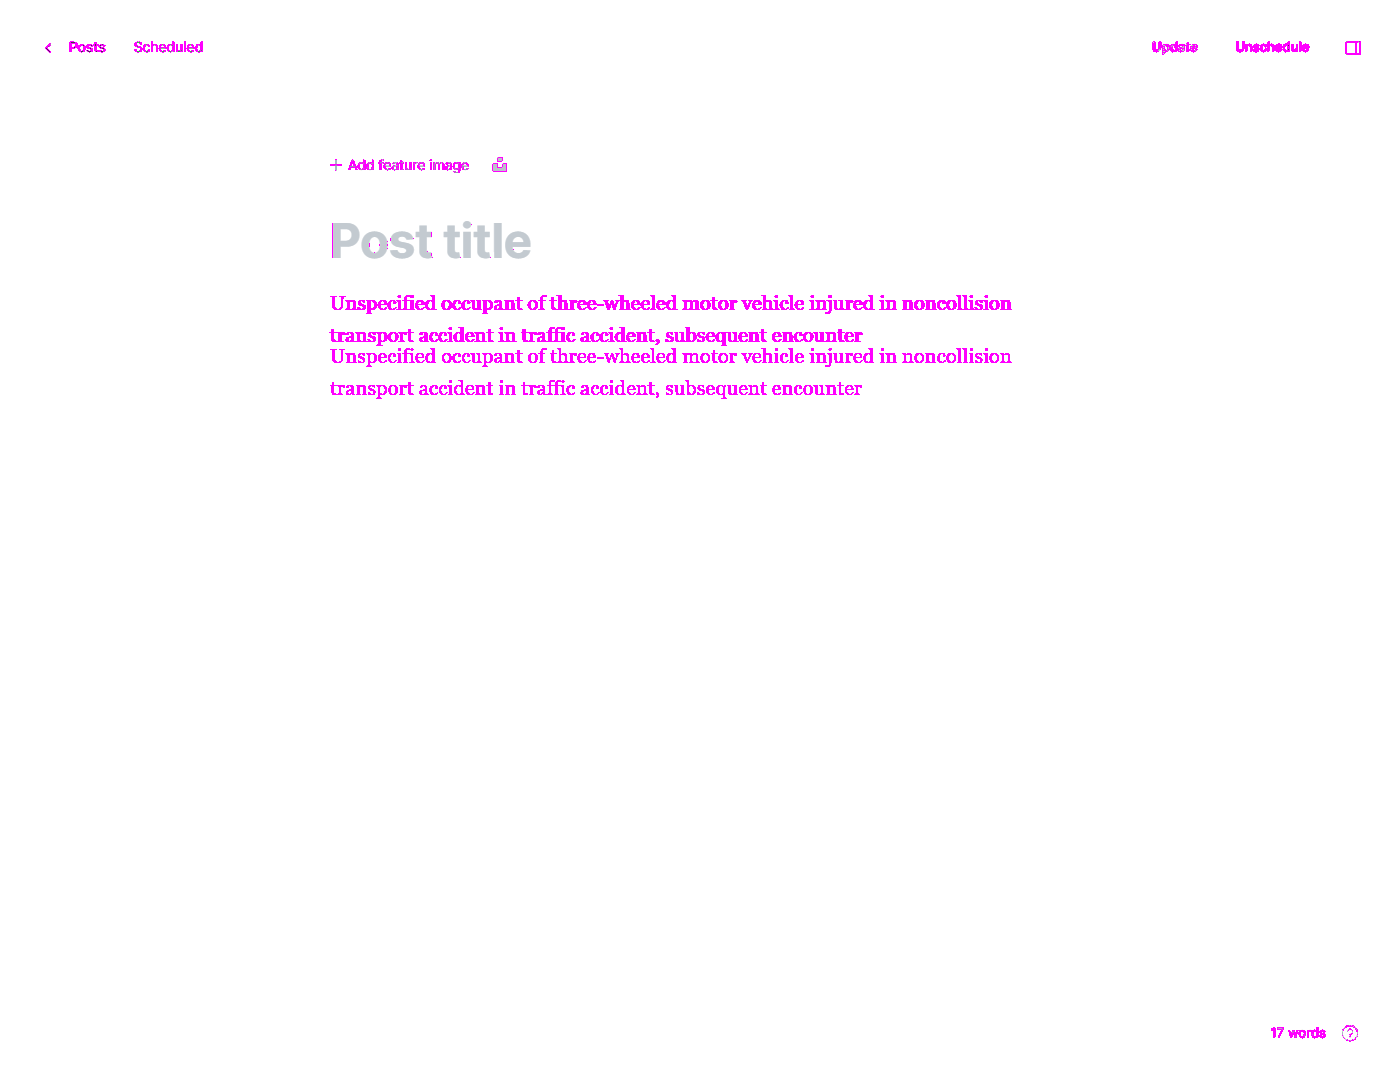 Posts Scheduled Update Unschedule
Add feature image
Post title
Unspecified occupant of three-wheeled motor vehicle injured in noncollision
transport accident in traffic accident, subsequent encounter
Unspecified occupant of three-wheeled motor vehicle injured in noncollision
transport accident in traffic accident, subsequent encounter
17 words ?